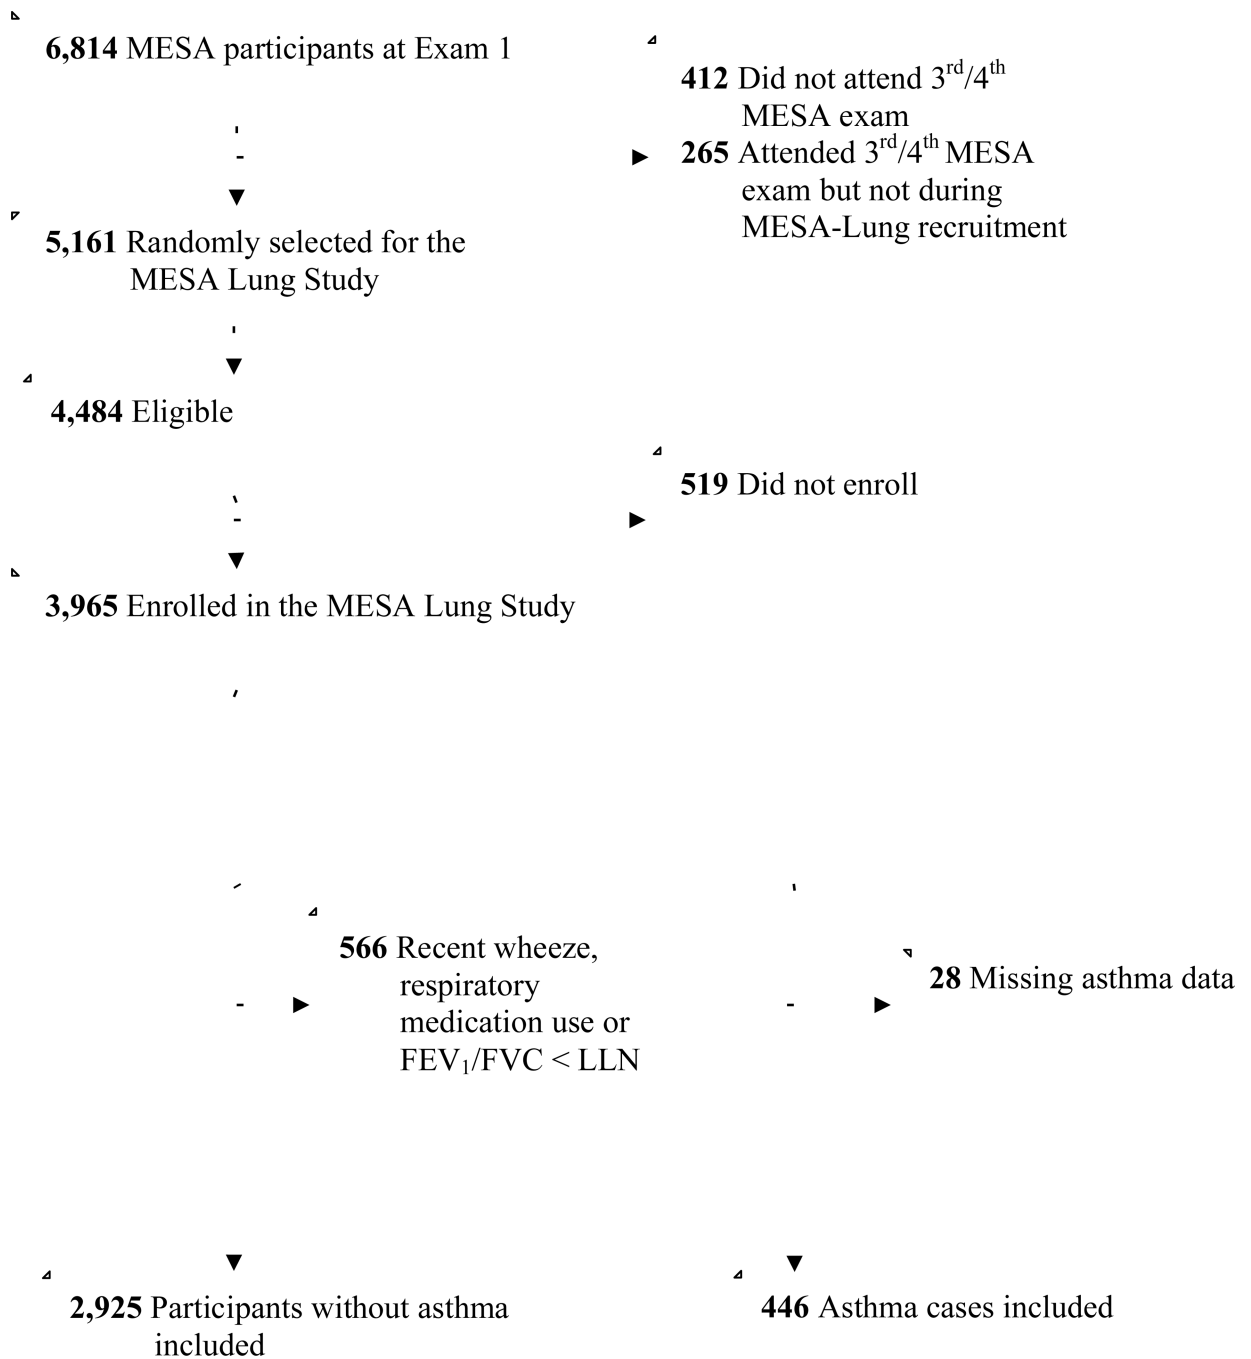 6,814 MESA participants at Exam 1
412 Did not attend 3rd/4th
MESA exam
265 Attended 3rd/4th MESA
exam but not during
MESA-Lung recruitment
5,161 Randomly selected for the
MESA Lung Study
4,484 Eligible
519 Did not enroll
3,965 Enrolled in the MESA Lung Study
566 Recent wheeze,
respiratory
medication use or
FEV₁/FVC < LLN
28 Missing asthma data
2,925 Participants without asthma
included
446 Asthma cases included